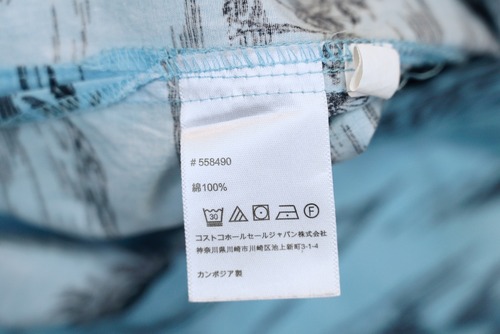 # 558490
綿100%
30 F
コストコホールセールジャパン株式会社
神奈川県川崎市川崎区池上新町3-1-4
カンボジア製